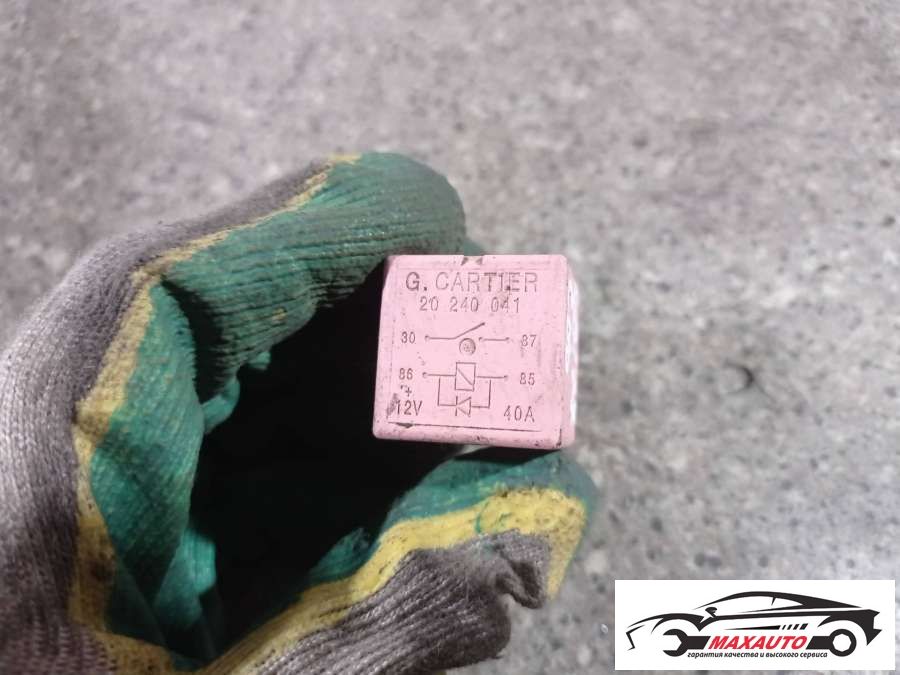 G. CARTIER
20 240 041
30 87
86 85
+
12V 40A
MAXAUTO
гарантия качества и высокого сервиса